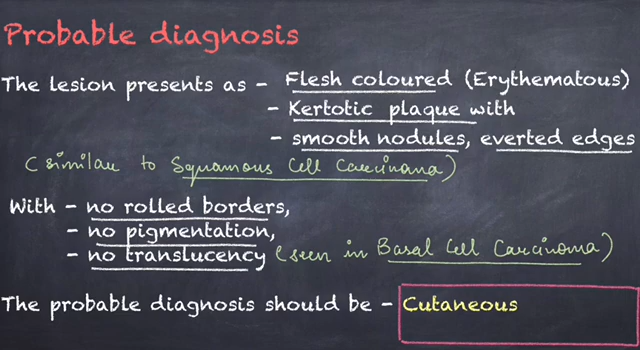 Probable diagnosis
The lesion presents as - Flesh coloured (Erythematous)
- Kertotic plaque with
- smooth nodules, everted edges
(similar to Squamous Cell Carcinoma)
With - no rolled borders,
- no pigmentation,
- no translucency (seen in Basal Cell Carcinoma)
The probable diagnosis should be - Cutaneous